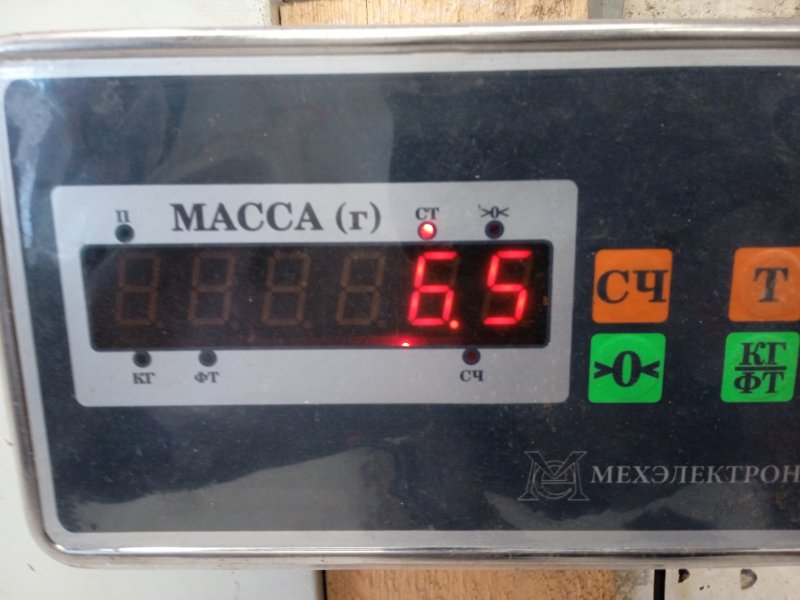 П МАССА (г) СТ >0<
6.5
КГ ФТ СЧ
СЧ Т
>0< КГ/ФТ
МЕХЭЛЕКТРОН